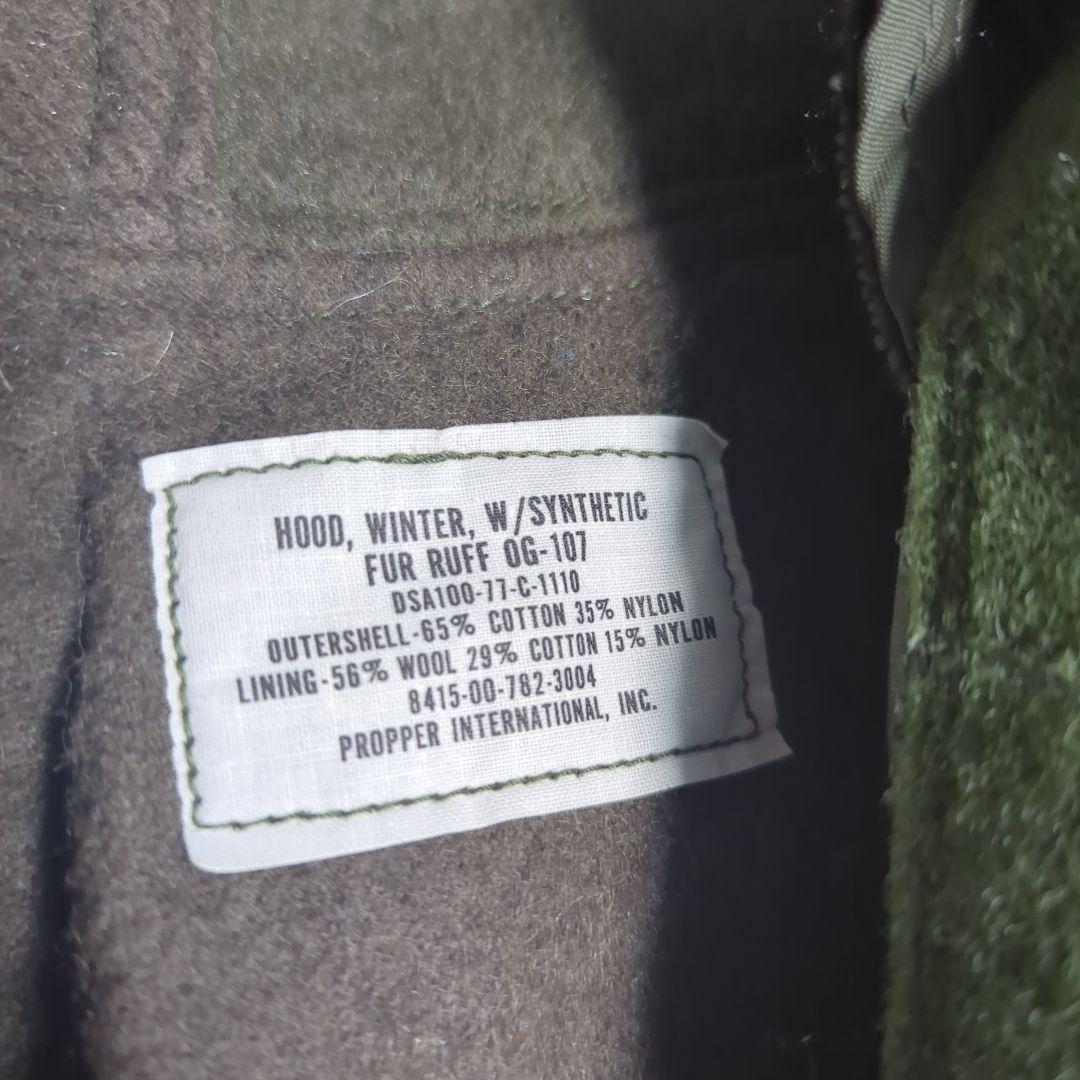 HOOD, WINTER, W/SYNTHETIC
FUR RUFF OG-107
DSA100-77-C-1110
OUTERSHELL-65% COTTON 35% NYLON
LINING-56% WOOL 29% COTTON 15% NYLON
8415-00-782-3004
PROPPER INTERNATIONAL, INC.